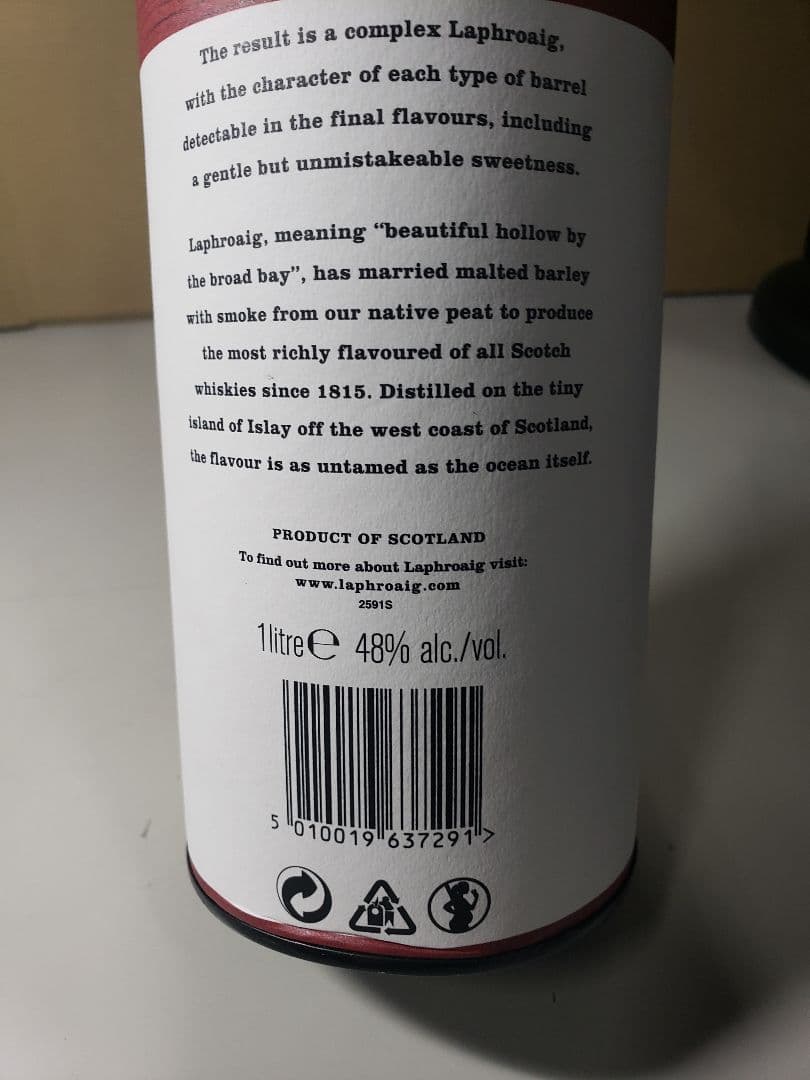 The result is a complex Laphroaig,
with the character of each type of barrel
detectable in the final flavours, including
a gentle but unmistakeable sweetness.
Laphroaig, meaning “beautiful hollow by
the broad bay”, has married malted barley
with smoke from our native peat to produce
the most richly flavoured of all Scotch
whiskies since 1815. Distilled on the tiny
island of Islay off the west coast of Scotland,
the flavour is as untamed as the ocean itself.
PRODUCT OF SCOTLAND
To find out more about Laphroaig visit:
www.laphroaig.com
2591S
1 litre ℮ 48% alc./vol.
5 010019 637291 >